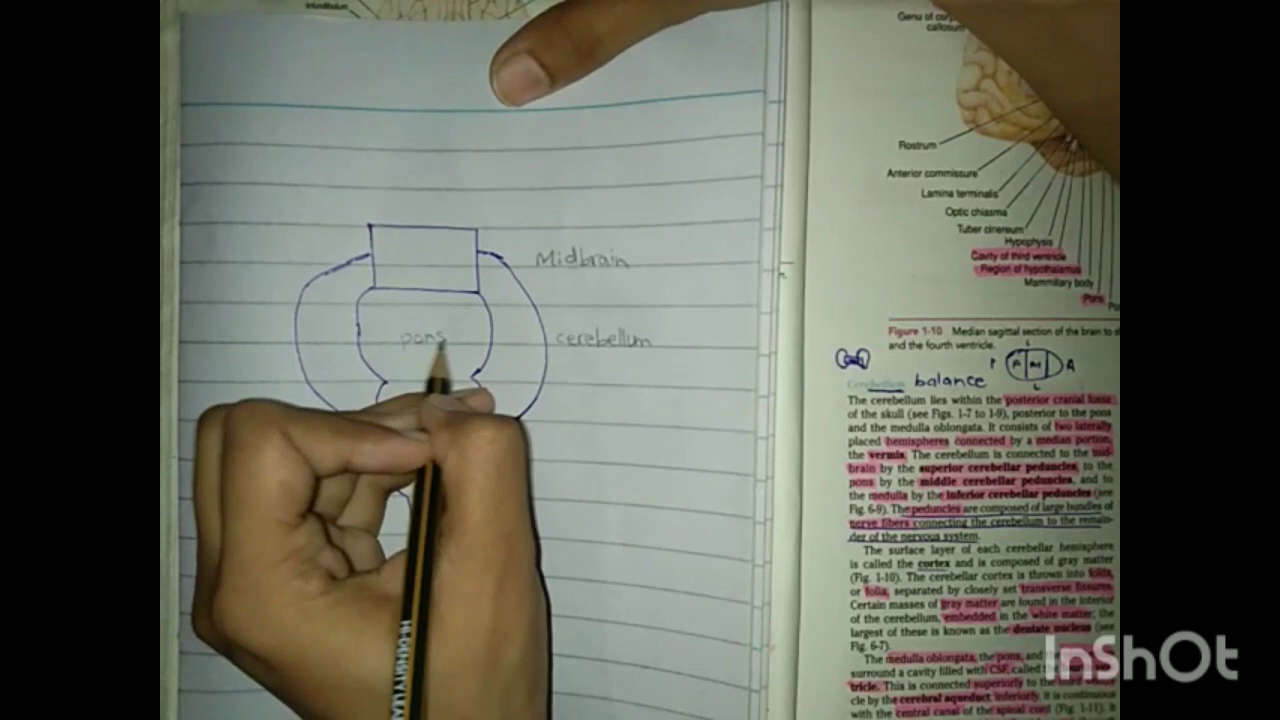 Infundibulum
Midbrain
pons
cerebellum
Genu of
callosum
Rostrum
Anterior commissure
Lamina terminalis
Optic chiasma
Tuber cinereum
Hypophysis
Cavity of third ventricle
Region of hypothalamus
Mammillary body
Pons
Figure 1-10 Median sagittal section of the brain to
and the fourth ventricle.
L
P A
L
Cerebellum balance
The cerebellum lies within the posterior cranial fossa
of the skull (see Figs. 1-7 to 1-9), posterior to the pons
and the medulla oblongata. It consists of two laterally
placed hemispheres connected by a median portion,
the vermis. The cerebellum is connected to the mid-
brain by the superior cerebellar peduncles, to the
pons by the middle cerebellar peduncles, and to
the medulla by the inferior cerebellar peduncles (see
Fig. 6-9). The peduncles are composed of large bundles of
nerve fibers connecting the cerebellum to the remain-
der of the nervous system.
The surface layer of each cerebellar hemisphere
is called the cortex and is composed of gray matter
(Fig. 1-10). The cerebellar cortex is thrown into folds,
or folia, separated by closely set transverse fissures.
Certain masses of gray matter are found in the interior
of the cerebellum, embedded in the white matter; the
largest of these is known as the dentate nucleus (see
Fig. 6-7).
The medulla oblongata, the pons, and
surround a cavity filled with CSF, called
tricle. This is connected superiorly to the
cle by the cerebral aqueduct; inferiorly, it is continuous
with the central canal of the spinal cord (Fig. 1-11). It
InShOt